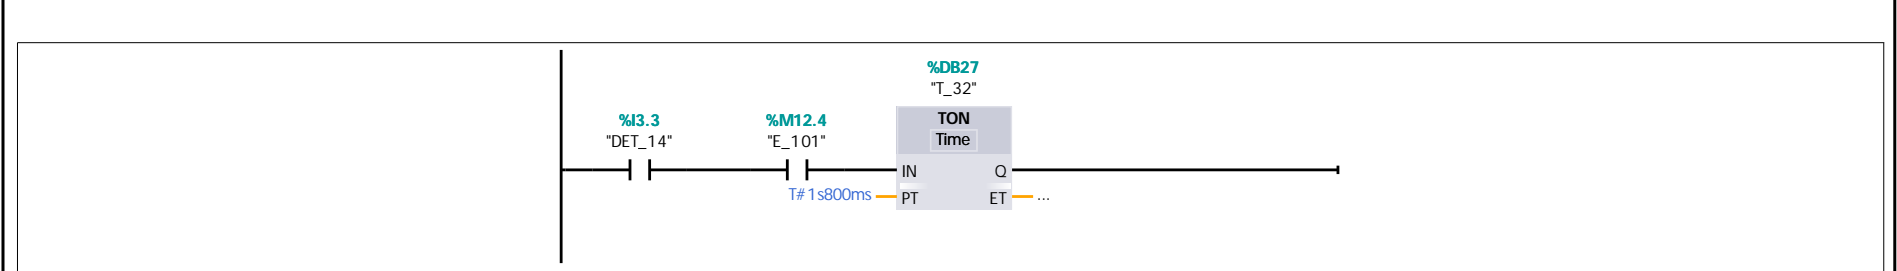 %DB27
"T_32"
%I3.3
%M12.4
TON
"DET_14"
"E_101"
Time
IN
Q
T#1s800ms
PT
ET
...